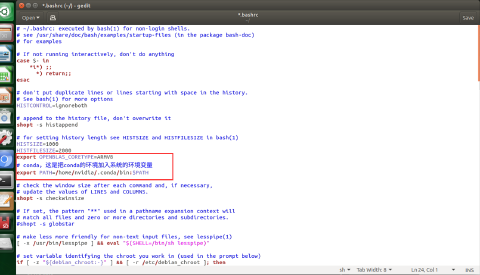 *.bashrc (~/) - gedit
Open
*.bashrc
Save
# ~/.bashrc: executed by bash(1) for non-login shells.
# see /usr/share/doc/bash/examples/startup-files (in the package bash-doc)
# for examples
# If not running interactively, don't do anything
case $- in
*i*) ;;
*) return;;
esac
# don't put duplicate lines or lines starting with space in the history.
# See bash(1) for more options
HISTCONTROL=ignoreboth
# append to the history file, don't overwrite it
shopt -s histappend
# for setting history length see HISTSIZE and HISTFILESIZE in bash(1)
HISTSIZE=1000
HISTFILESIZE=2000
export OPENBLAS_CORETYPE=ARMV8
# conda, 这是把conda的环境加入系统的环境变量
export PATH=/home/nvidia/.conda/bin:$PATH
# check the window size after each command and, if necessary,
# update the values of LINES and COLUMNS.
shopt -s checkwinsize
# If set, the pattern "**" used in a pathname expansion context will
# match all files and zero or more directories and subdirectories.
#shopt -s globstar
# make less more friendly for non-text input files, see lesspipe(1)
[ -x /usr/bin/lesspipe ] && eval "$(SHELL=/bin/sh lesspipe)"
# set variable identifying the chroot you work in (used in the prompt below)
if [ -z "${debian_chroot:-}" ] && [ -r /etc/debian_chroot ]; then
sh Tab Width: 8 Ln 1, Col 1 INS